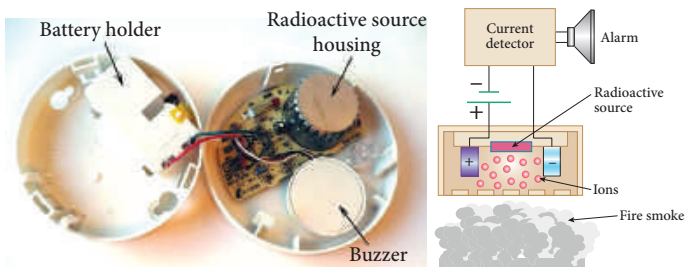 Battery holder
Radioactive source
housing
Buzzer
Current
detector
Alarm
−
+
Radioactive
source
+
−
Ions
Fire smoke